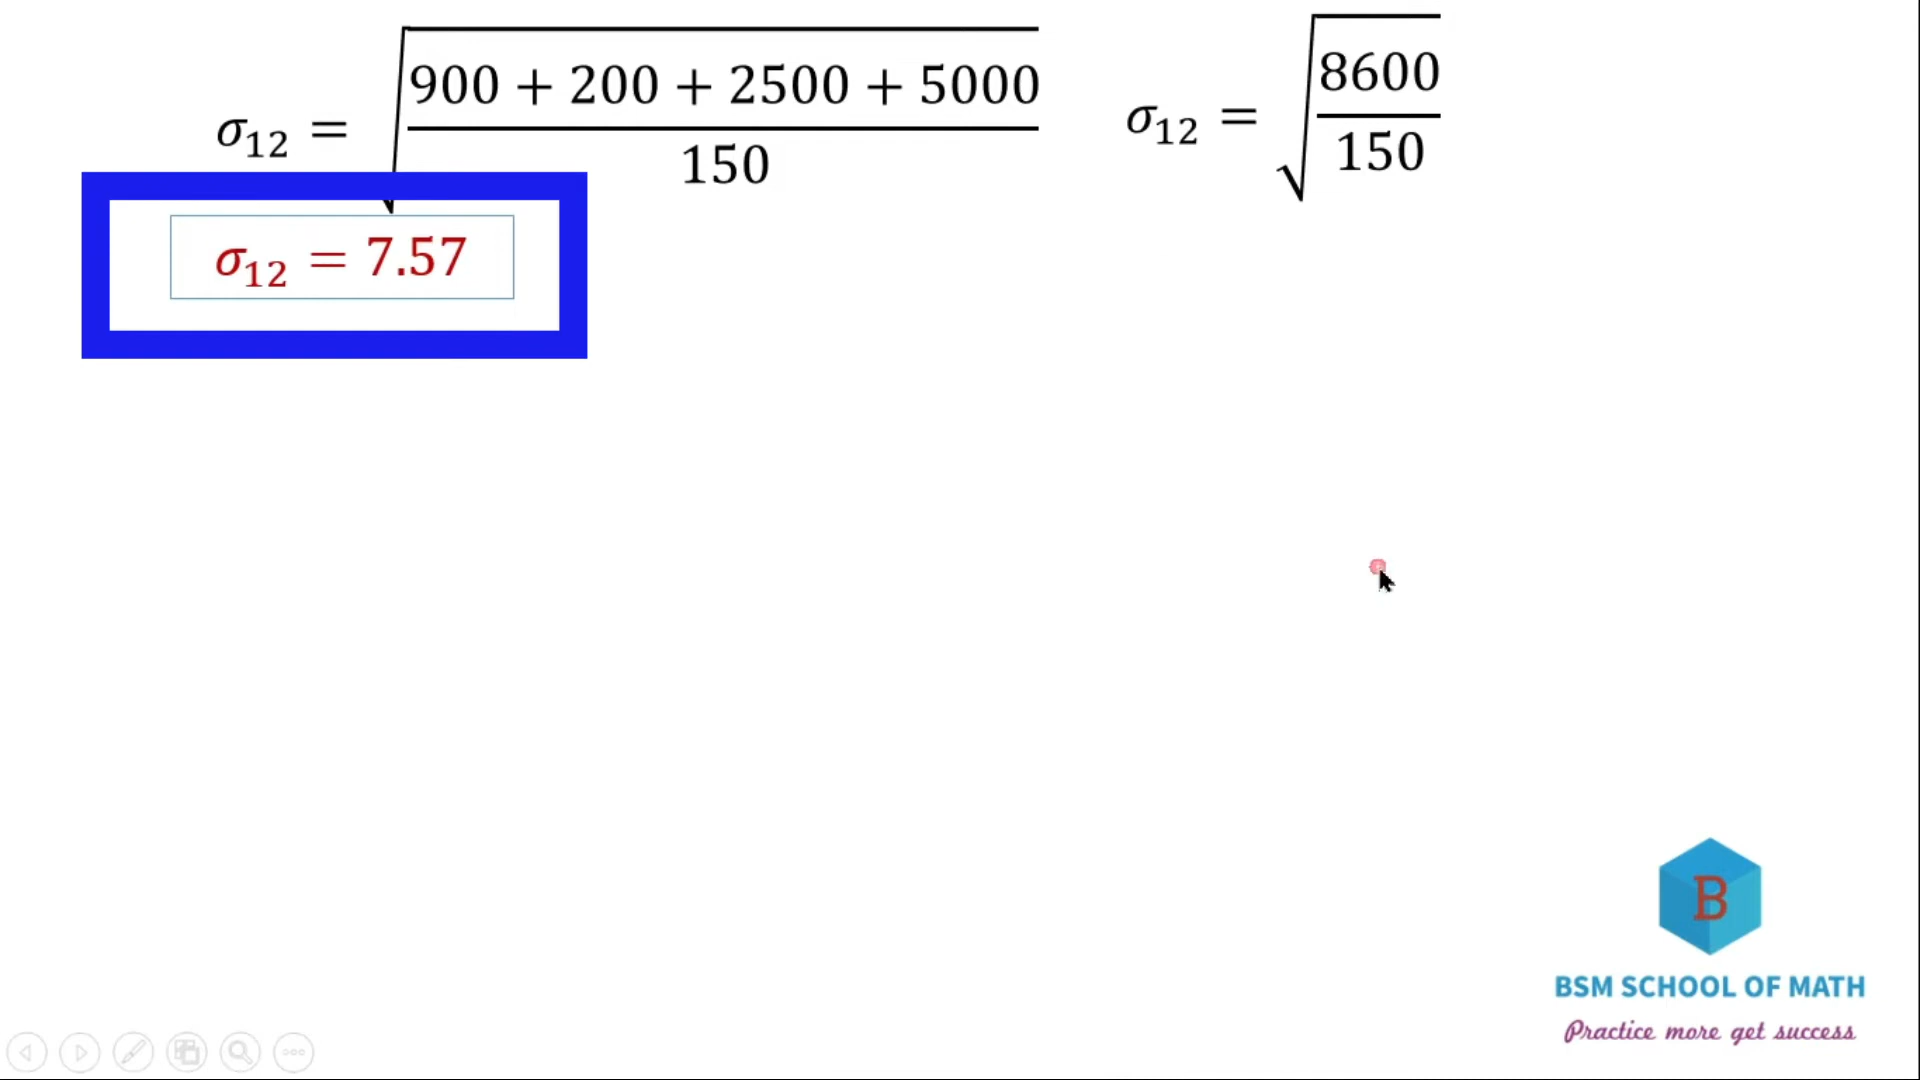 σ₁₂ = √((900 + 200 + 2500 + 5000)/150)
σ₁₂ = √(8600/150)
σ₁₂ = 7.57
B
BSM SCHOOL OF MATH
Practice more get success